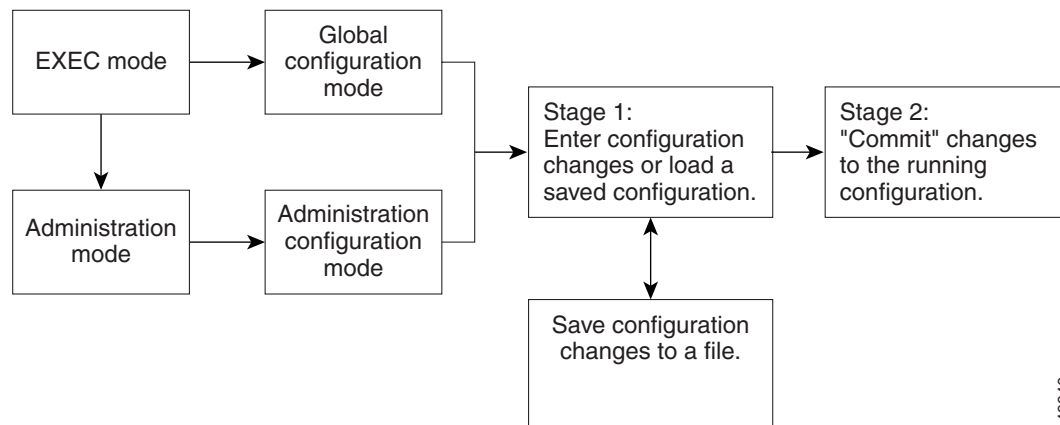 EXEC mode
Global
configuration
mode
Administration
mode
Administration
configuration
mode
Stage 1:
Enter configuration
changes or load a
saved configuration.
Stage 2:
"Commit" changes
to the running
configuration.
Save configuration
changes to a file.